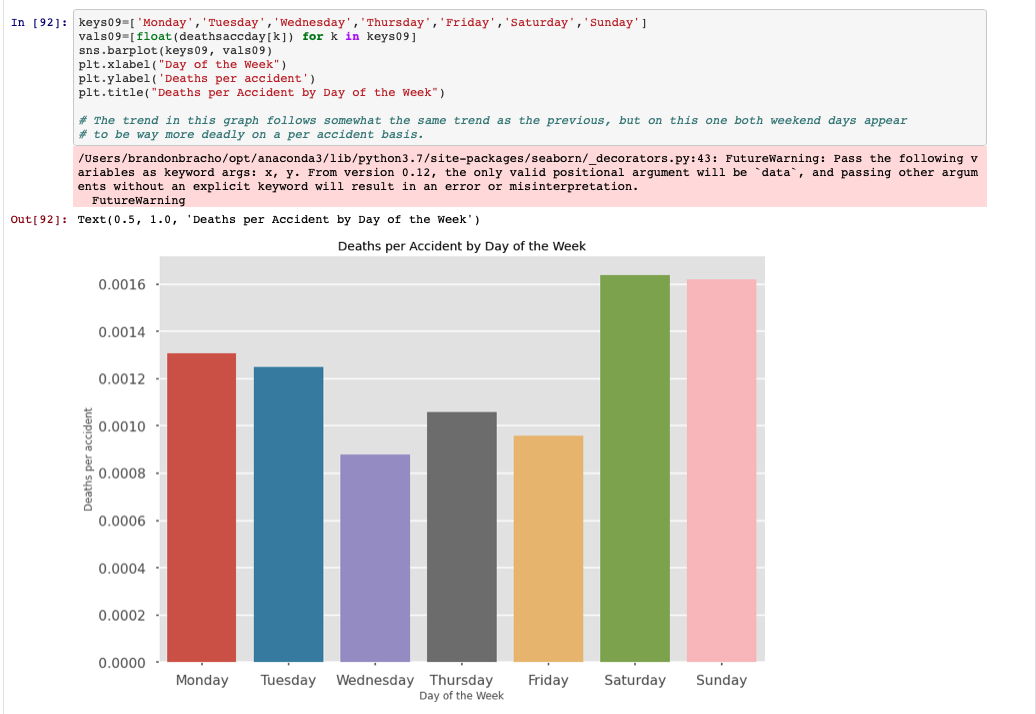 In [92]: keys09=['Monday','Tuesday','Wednesday','Thursday','Friday','Saturday','Sunday']
vals09=[float(deathsaccday[k]) for k in keys09]
sns.barplot(keys09, vals09)
plt.xlabel("Day of the Week")
plt.ylabel('Deaths per accident')
plt.title("Deaths per Accident by Day of the Week")
# The trend in this graph follows somewhat the same trend as the previous, but on this one both weekend days appear
# to be way more deadly on a per accident basis.
/Users/brandonbracho/opt/anaconda3/lib/python3.7/site-packages/seaborn/_decorators.py:43: FutureWarning: Pass the following v
ariables as keyword args: x, y. From version 0.12, the only valid positional argument will be `data`, and passing other argum
ents without an explicit keyword will result in an error or misinterpretation.
FutureWarning
Out[92]: Text(0.5, 1.0, 'Deaths per Accident by Day of the Week')
Deaths per Accident by Day of the Week
0.0016
0.0014
0.0012
0.0010
0.0008
0.0006
0.0004
0.0002
0.0000
Deaths per accident
Monday Tuesday Wednesday Thursday Friday Saturday Sunday
Day of the Week